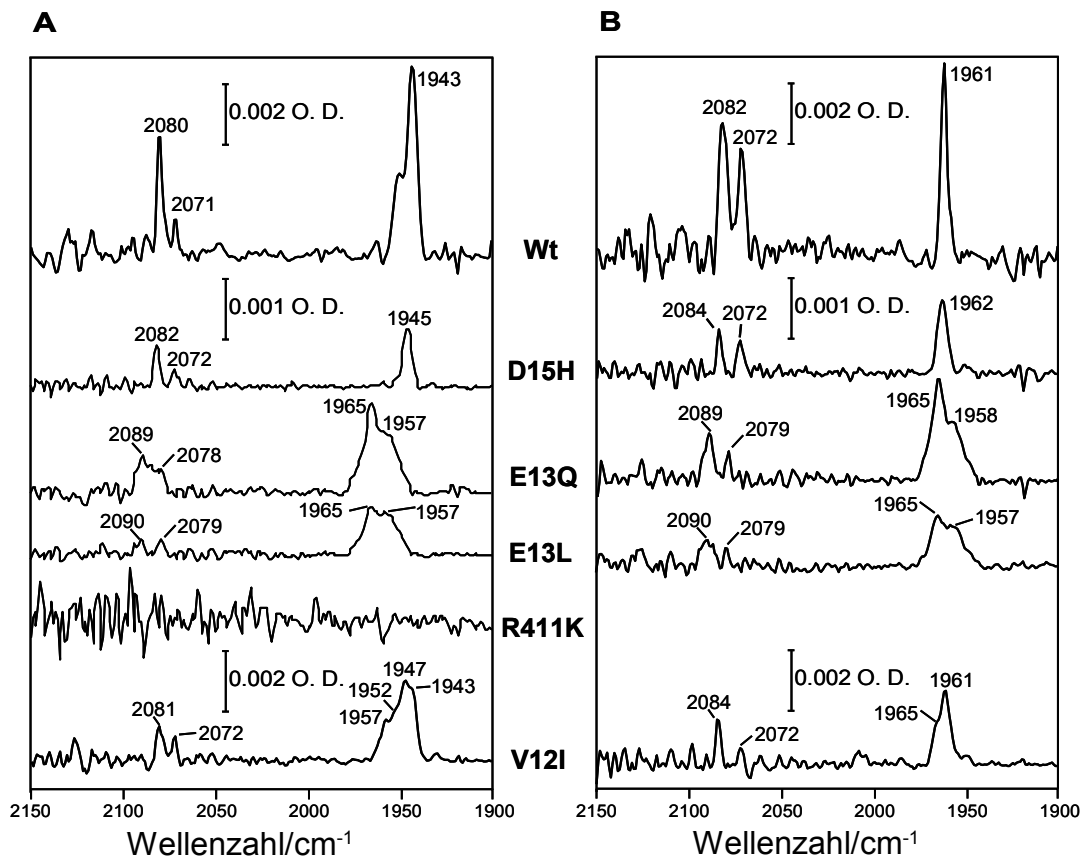 A B
0.002 O. D. 1943 2080 2071 Wt 0.002 O. D. 1961 2082 2072
0.001 O. D. 2082 2072 1945 D15H 0.001 O. D. 2084 2072 1962
2089 2078 1965 1957 E13Q 2089 2079 1965 1958
2090 2079 1965 1957 E13L 2090 2079 1965 1957
R411K
0.002 O. D. 2081 2072 1957 1952 1947 1943 V12I 0.002 O. D. 2084 2072 1965 1961
2150 2100 2050 2000 1950 1900 2150 2100 2050 2000 1950 1900
Wellenzahl/cm-1 Wellenzahl/cm-1